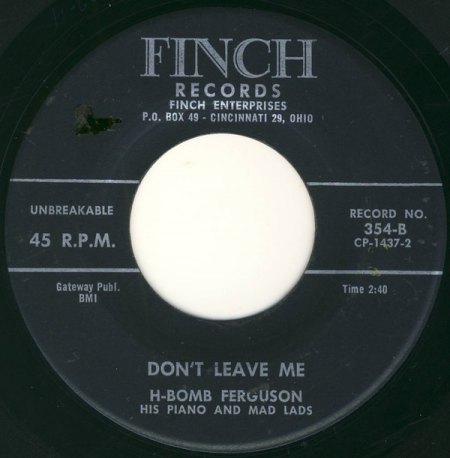 FINCH
RECORDS
FINCH ENTERPRISES
P.O. BOX 49 - CINCINNATI 29, OHIO
UNBREAKABLE
45 R.P.M.
RECORD NO.
354-B
CP-1437-2
Gateway Publ.
BMI
Time 2:40
DON'T LEAVE ME
H-BOMB FERGUSON
HIS PIANO AND MAD LADS